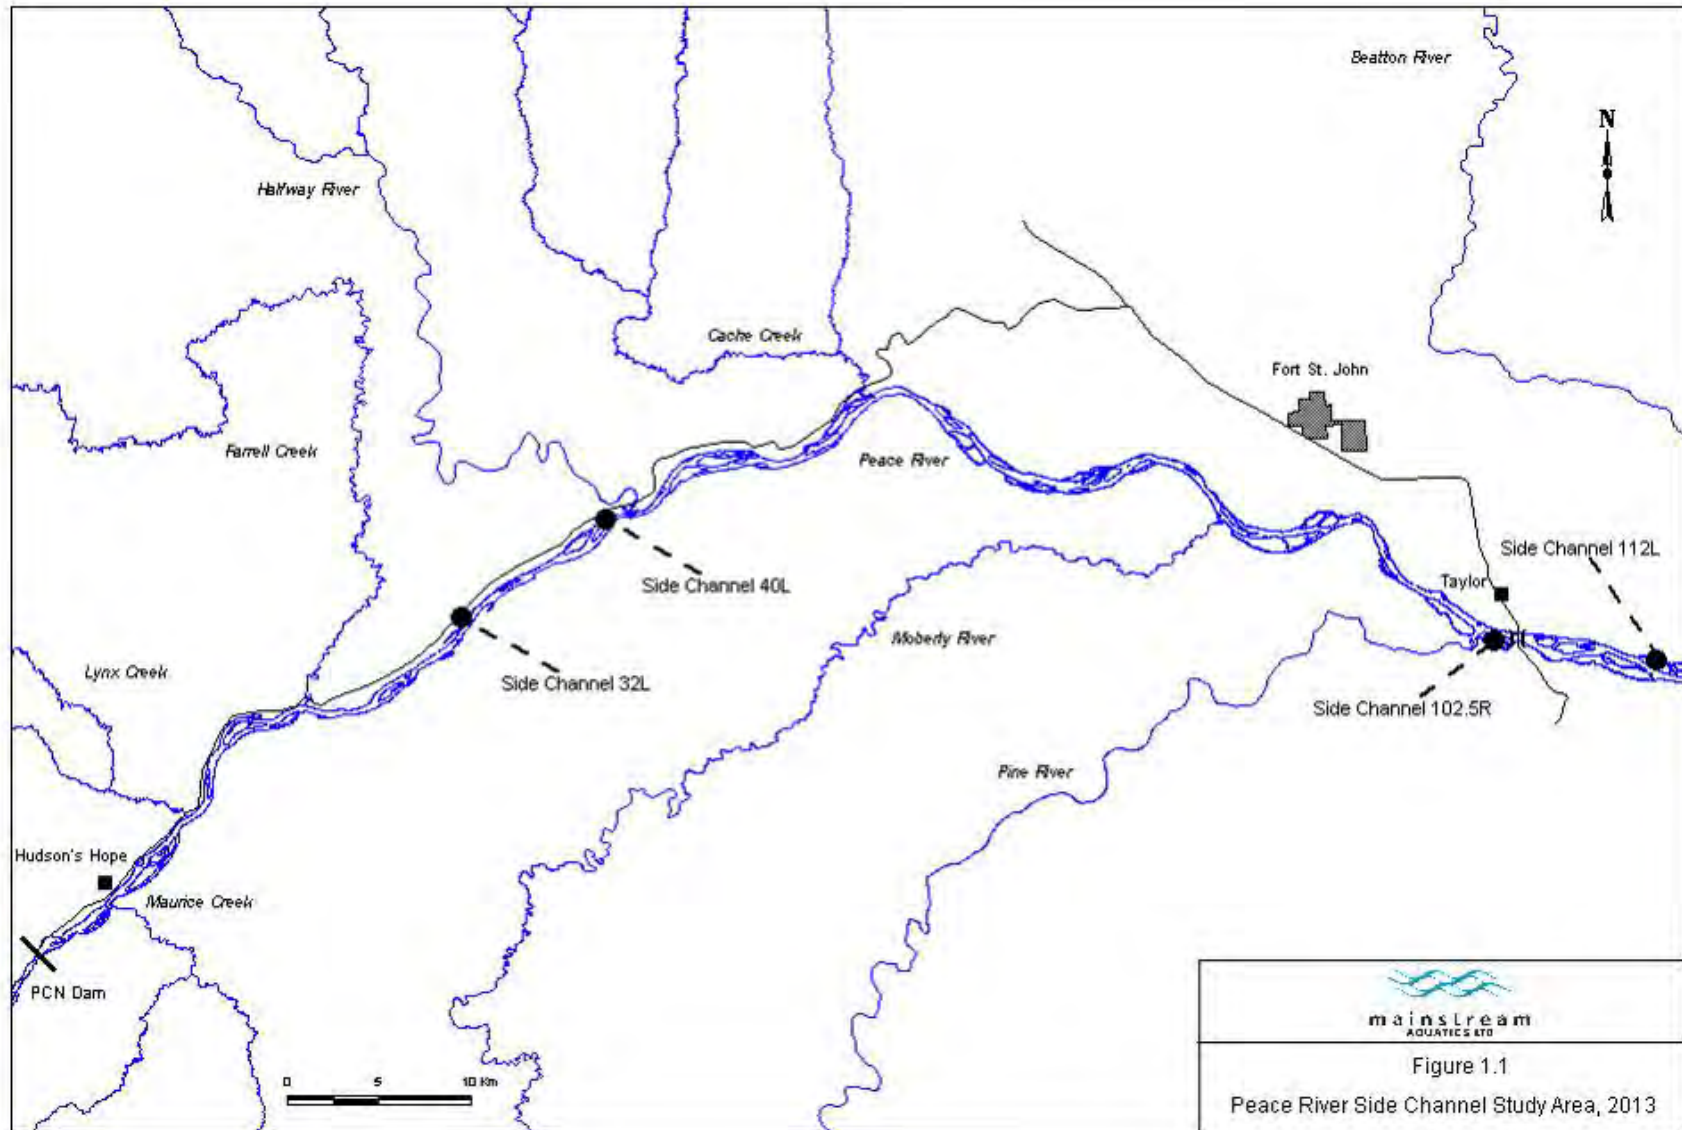 Beatton River
N
Halfway River
Cache Creek
Fort St. John
Farrell Creek
Peace River
Side Channel 112L
Side Channel 40L
Taylor
Moberly River
Lynx Creek
Side Channel 32L
Side Channel 102.5R
Pine River
Hudson's Hope
Maurice Creek
PCN Dam
0 5 10 Km
mainstream
AQUATICS LTD
Figure 1.1
Peace River Side Channel Study Area, 2013